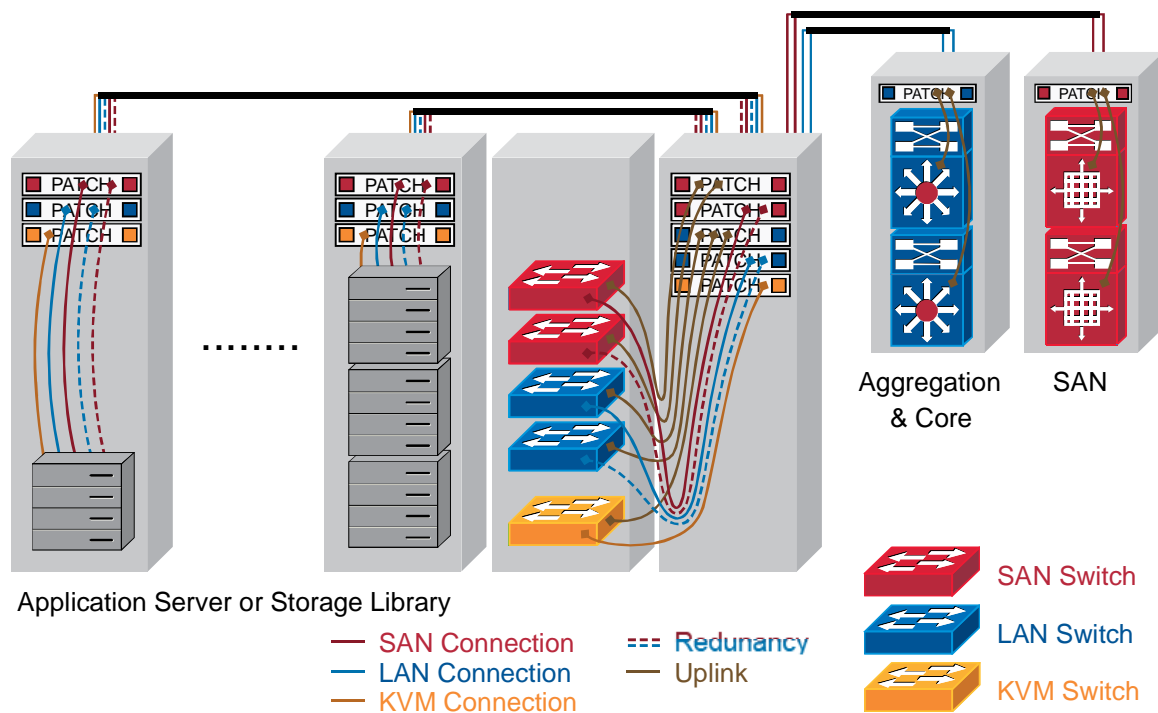 PATCH
PATCH
PATCH
PATCH
PATCH
PATCH
PATCH
PATCH
PATCH
PATCH
PATCH
PATCH
PATCH
........
Aggregation
& Core
SAN
Application Server or Storage Library
SAN Connection
LAN Connection
KVM Connection
Redunancy
Uplink
SAN Switch
LAN Switch
KVM Switch